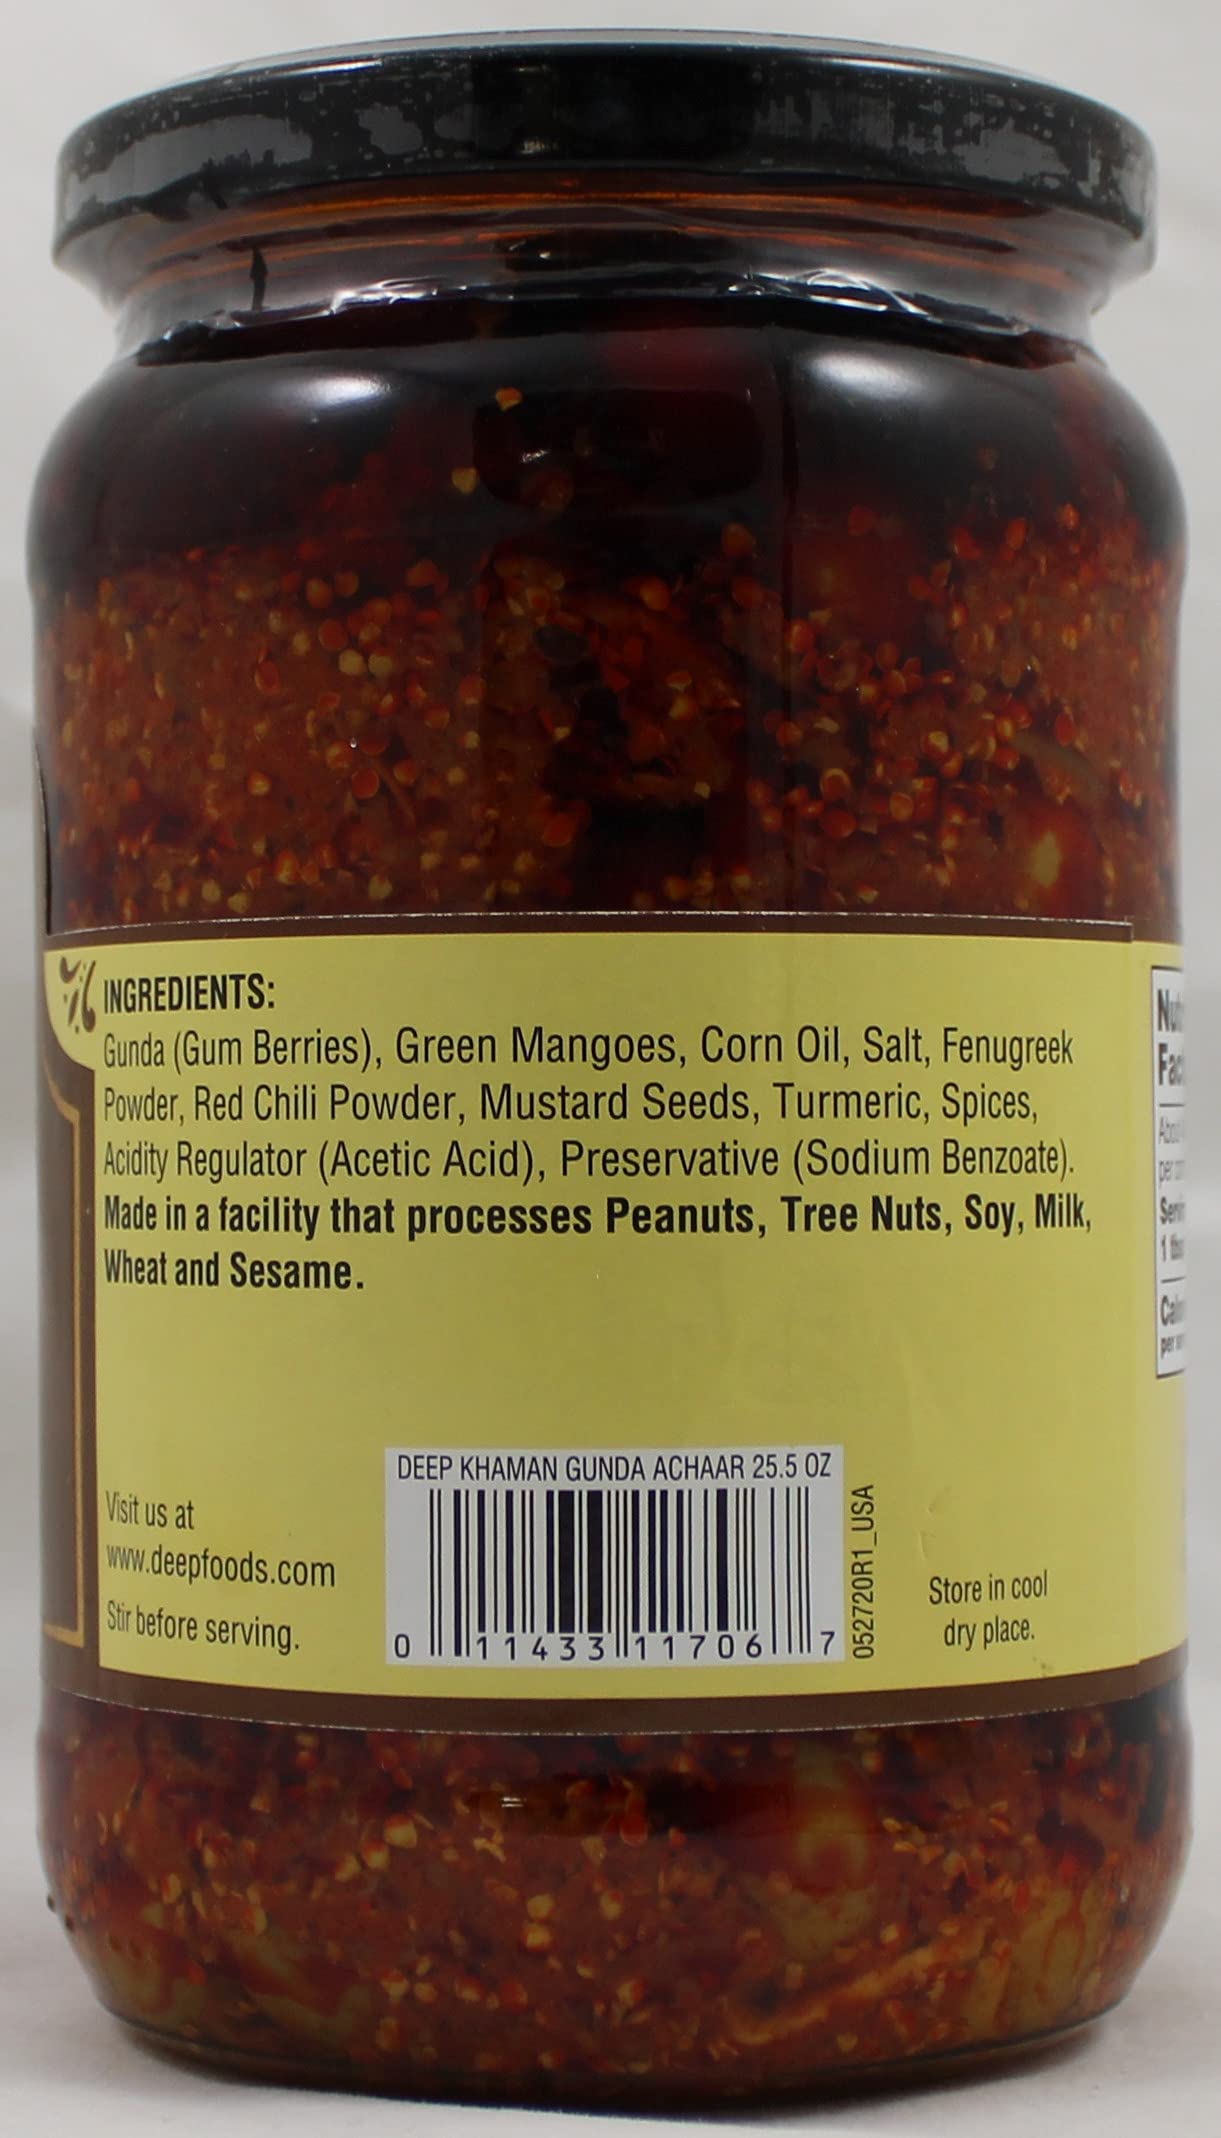 INGREDIENTS:
Gunda (Gum Berries), Green Mangoes, Corn Oil, Salt, Fenugreek
Powder, Red Chili Powder, Mustard Seeds, Turmeric, Spices,
Acidity Regulator (Acetic Acid), Preservative (Sodium Benzoate).
Made in a facility that processes Peanuts, Tree Nuts, Soy, Milk,
Wheat and Sesame.
DEEP KHAMAN GUNDA ACHAAR 25.5 OZ
0 11433 11706 7
052720R1_USA
Visit us at
www.deepfoods.com
Stir before serving.
Store in cool
dry place.